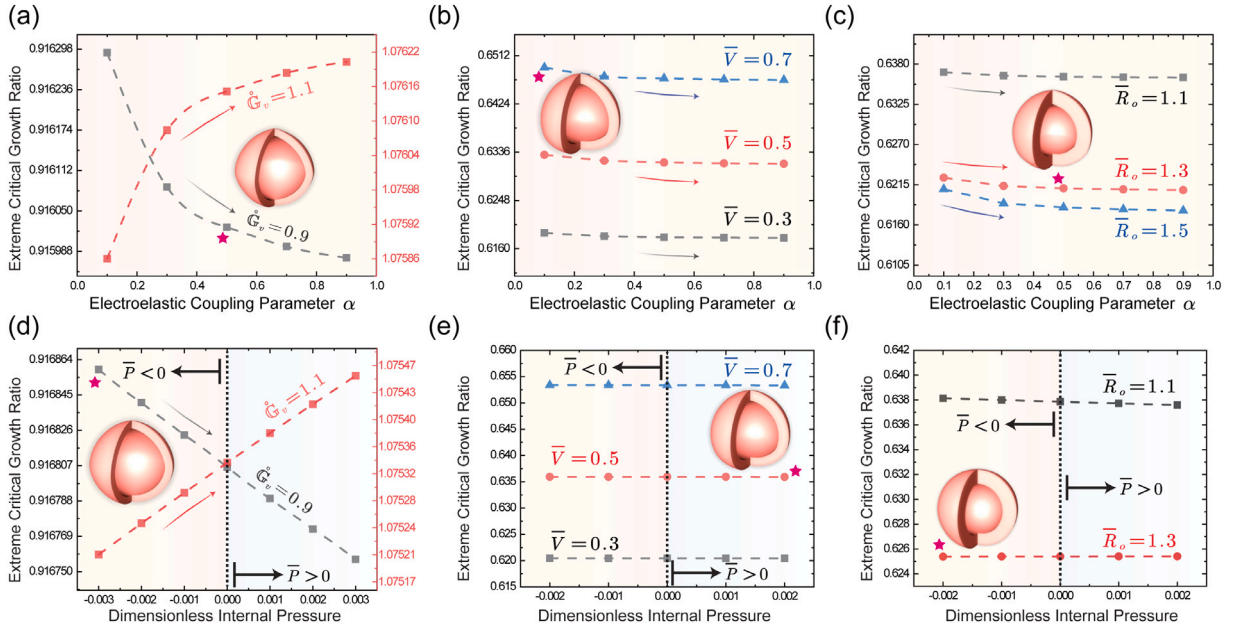 (a)
Extreme Critical Growth Ratio
0.916298
0.916236
0.916174
0.916112
0.916050
0.915988
1.07622
1.07616
1.07610
1.07604
1.07598
1.07592
1.07586
G̊ᵥ=1.1
G̊ᵥ=0.9
0.0 0.2 0.4 0.6 0.8 1.0
Electroelastic Coupling Parameter α
(b)
Extreme Critical Growth Ratio
0.6512
0.6424
0.6336
0.6248
0.6160
V̅=0.7
V̅=0.5
V̅=0.3
0.0 0.2 0.4 0.6 0.8 1.0
Electroelastic Coupling Parameter α
(c)
Extreme Critical Growth Ratio
0.6380
0.6325
0.6270
0.6215
0.6160
0.6105
R̅ₒ=1.1
R̅ₒ=1.3
R̅ₒ=1.5
0.0 0.1 0.2 0.3 0.4 0.5 0.6 0.7 0.8 0.9 1.0
Electroelastic Coupling Parameter α
(d)
Extreme Critical Growth Ratio
0.916864
0.916845
0.916826
0.916807
0.916788
0.916769
0.916750
1.07547
1.07543
1.07540
1.07536
1.07532
1.07528
1.07524
1.07521
1.07517
P̅<0
G̊ᵥ=1.1
G̊ᵥ=0.9
P̅>0
-0.003 -0.002 -0.001 0.000 0.001 0.002 0.003
Dimensionless Internal Pressure
(e)
Extreme Critical Growth Ratio
0.660
0.655
0.650
0.645
0.640
0.635
0.630
0.625
0.620
0.615
P̅<0
V̅=0.7
V̅=0.5
V̅=0.3
P̅>0
-0.002 -0.001 0.000 0.001 0.002
Dimensionless Internal Pressure
(f)
Extreme Critical Growth Ratio
0.642
0.640
0.638
0.636
0.634
0.632
0.630
0.628
0.626
0.624
R̅ₒ=1.1
P̅<0
P̅>0
R̅ₒ=1.3
-0.002 -0.001 0.000 0.001 0.002
Dimensionless Internal Pressure